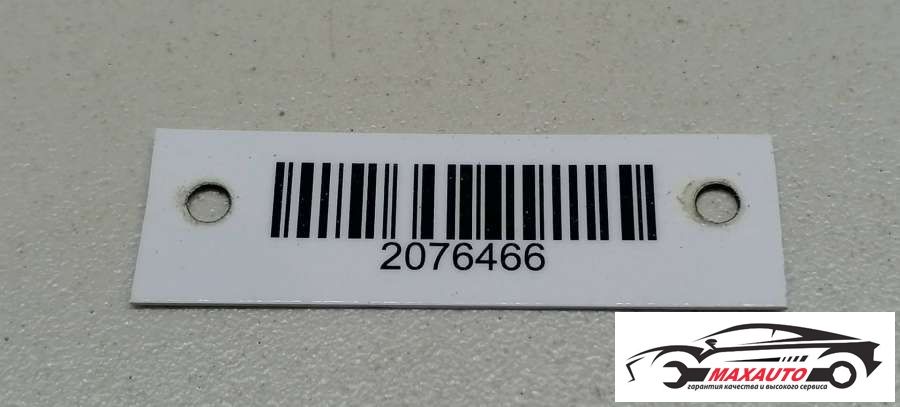 2076466
MAXAUTO
гарантия качества и высокого сервиса